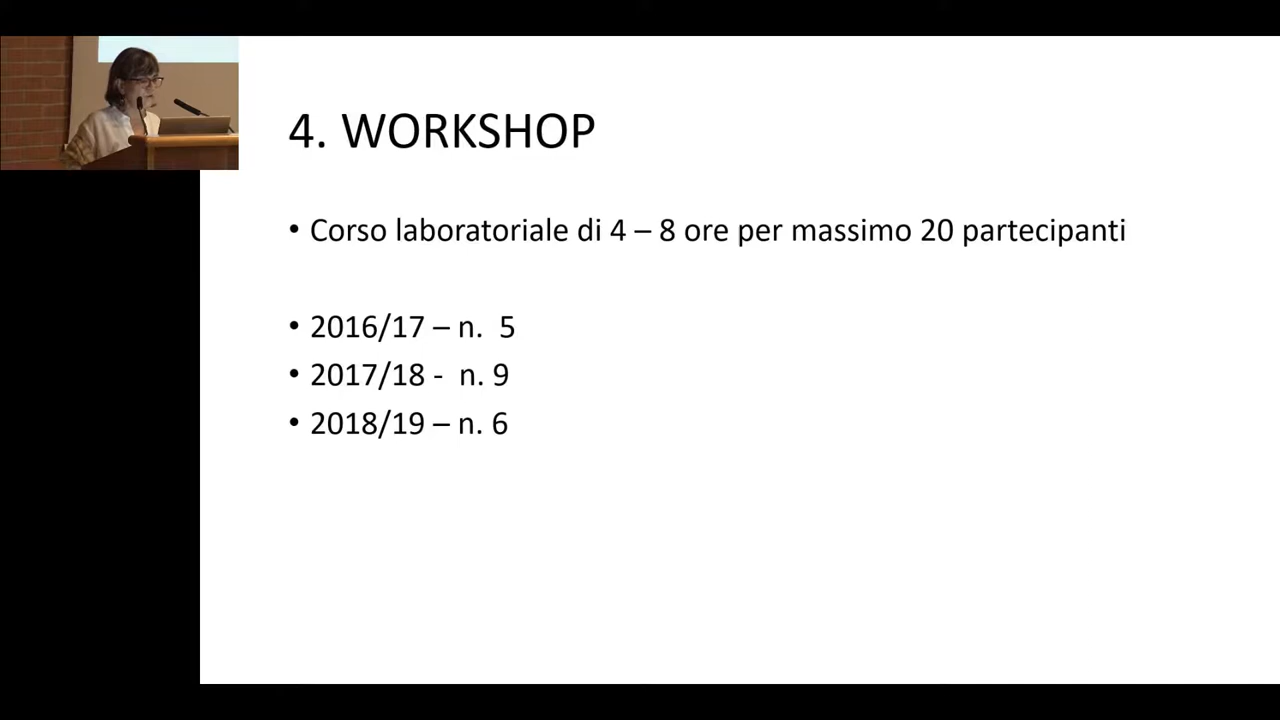 4. WORKSHOP
• Corso laboratoriale di 4 – 8 ore per massimo 20 partecipanti
• 2016/17 – n.  5
• 2017/18 -  n. 9
• 2018/19 – n. 6